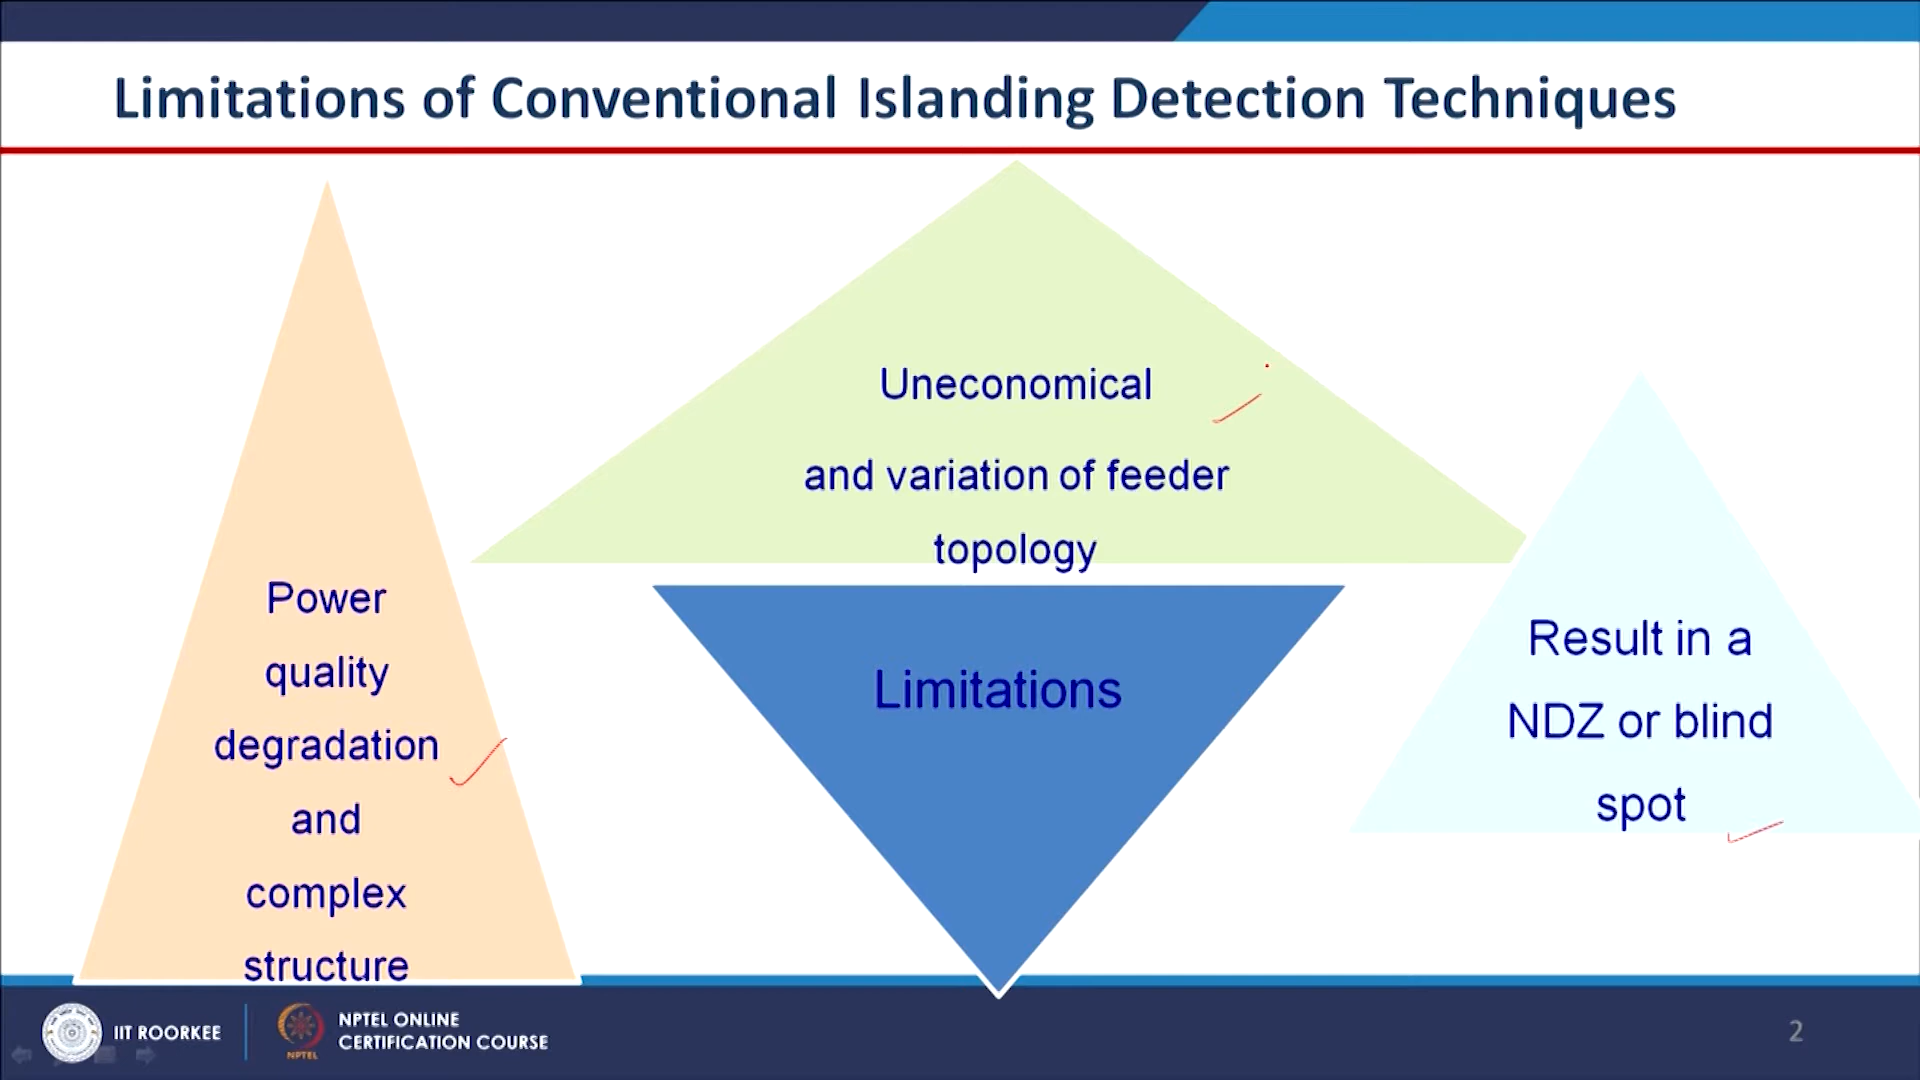 Limitations of Conventional Islanding Detection Techniques
Uneconomical
and variation of feeder
topology
Power
quality
degradation
and
complex
structure
Limitations
Result in a
NDZ or blind
spot
IIT ROORKEE
NPTEL
NPTEL ONLINE
CERTIFICATION COURSE
2